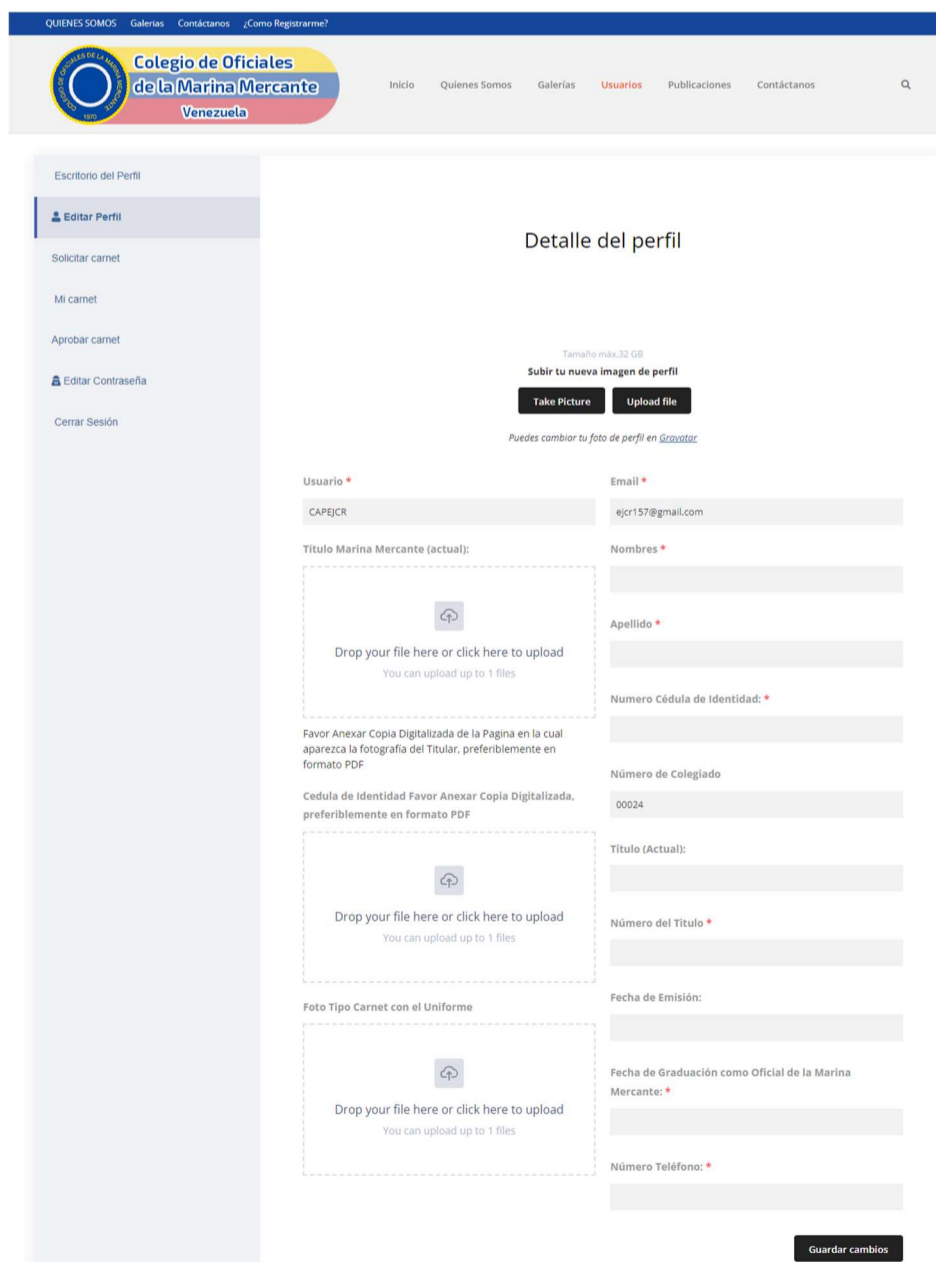 QUIENES SOMOS Galerias Contáctanos ¿Como Registrarme?
COLEGIO DE OFICIALES DE LA MARINA MERCANTE
1970
Colegio de Oficiales
de la Marina Mercante
Venezuela
Inicio Quienes Somos Galerías Usuarios Publicaciones Contáctanos
Escritorio del Perfil
Editar Perfil
Solicitar carnet
Mi carnet
Aprobar carnet
Editar Contraseña
Cerrar Sesión
Detalle del perfil
Tamaño máx.32 GB
Subir tu nueva imagen de perfil
Take Picture Upload file
Puedes cambiar tu foto de perfil en Gravatar
Usuario *
CAPEJCR
Titulo Marina Mercante (actual):
Drop your file here or click here to upload
You can upload up to 1 files
Favor Anexar Copia Digitalizada de la Pagina en la cual
aparezca la fotografía del Titular, preferiblemente en
formato PDF
Cedula de Identidad Favor Anexar Copia Digitalizada,
preferiblemente en formato PDF
Drop your file here or click here to upload
You can upload up to 1 files
Foto Tipo Carnet con el Uniforme
Drop your file here or click here to upload
You can upload up to 1 files
Email *
ejcr157@gmail.com
Nombres *
Apellido *
Numero Cédula de Identidad: *
Número de Colegiado
00024
Título (Actual):
Número del Titulo *
Fecha de Emisión:
Fecha de Graduación como Oficial de la Marina
Mercante: *
Número Teléfono: *
Guardar cambios